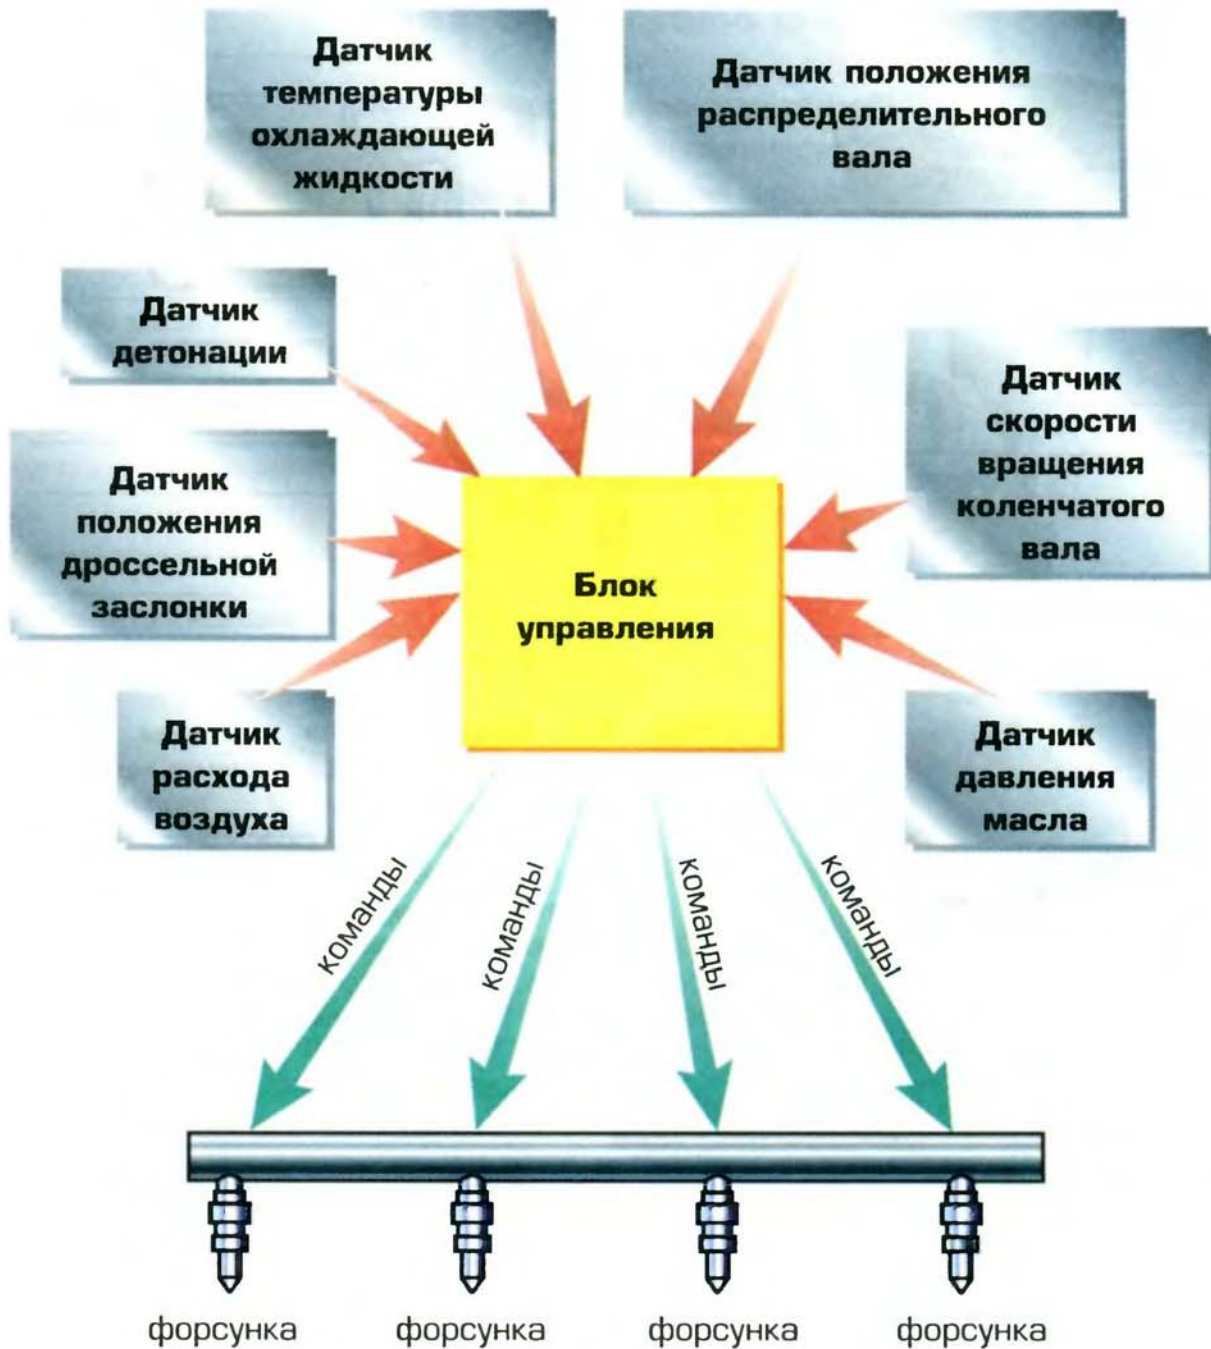 Датчик
температуры
охлаждающей
жидкости
Датчик положения
распределительного
вала
Датчик
детонации
Датчик
скорости
вращения
коленчатого
вала
Датчик
положения
дроссельной
заслонки
Блок
управления
Датчик
расхода
воздуха
Датчик
давления
масла
команды
команды
команды
команды
форсунка
форсунка
форсунка
форсунка